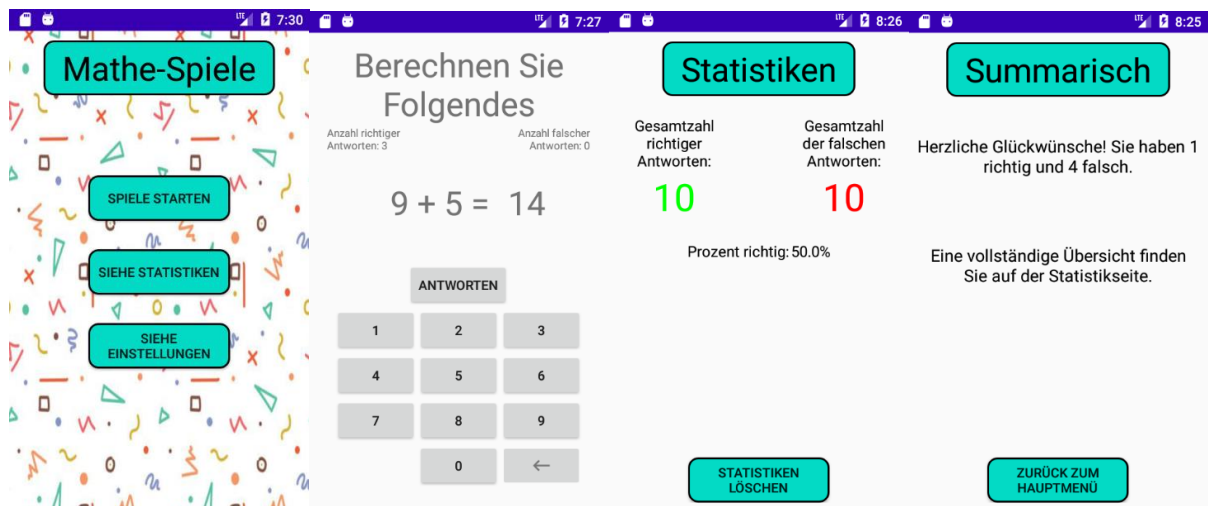 7:30
Mathe-Spiele
SPIELE STARTEN
SIEHE STATISTIKEN
SIEHE
EINSTELLUNGEN
LTE 7:27
Berechnen Sie
Folgendes
Anzahl richtiger
Antworten: 3
Anzahl falscher
Antworten: 0
9 + 5 = 14
ANTWORTEN
1 2 3
4 5 6
7 8 9
0 ←
LTE 8:26
Statistiken
Gesamtzahl
richtiger
Antworten:
10
Gesamtzahl
der falschen
Antworten:
10
Prozent richtig: 50.0%
STATISTIKEN
LÖSCHEN
LTE 8:25
Summarisch
Herzliche Glückwünsche! Sie haben 1
richtig und 4 falsch.
Eine vollständige Übersicht finden
Sie auf der Statistikseite.
ZURÜCK ZUM
HAUPTMENÜ